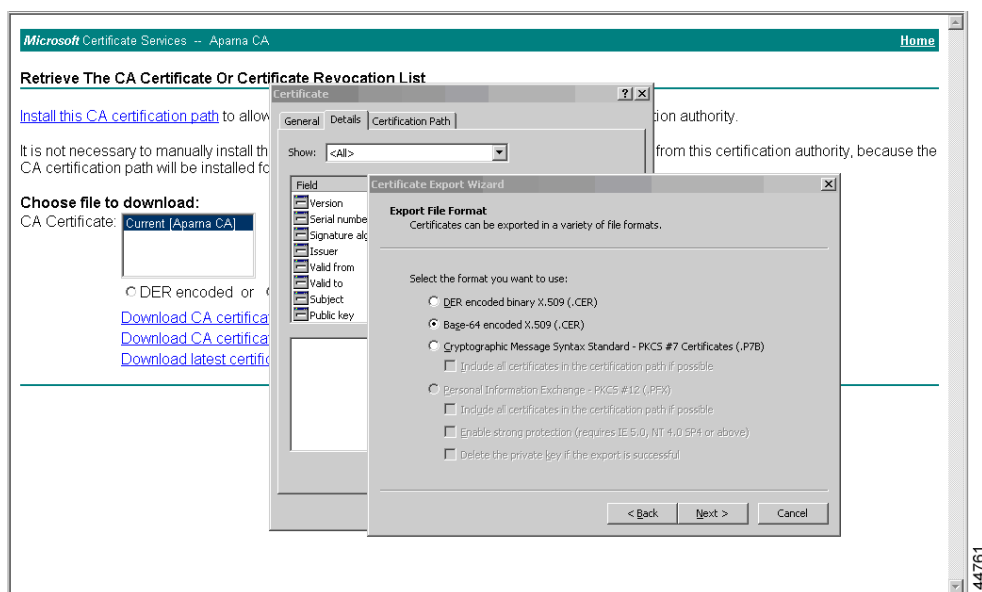 Microsoft Certificate Services -- Aparna CA
Home
Retrieve The CA Certificate Or Certificate Revocation List
Install this CA certification path to allow
tion authority.
It is not necessary to manually install th
from this certification authority, because the
CA certification path will be installed fo
Choose file to download:
CA Certificate:
Current [Aparna CA]
DER encoded or
Download CA certifica
Download CA certifica
Download latest certific
Certificate
General
Details
Certification Path
Show:
<All>
Field
Version
Serial numbe
Signature alg
Issuer
Valid from
Valid to
Subject
Public key
Certificate Export Wizard
Export File Format
Certificates can be exported in a variety of file formats.
Select the format you want to use:
DER encoded binary X.509 (.CER)
Base-64 encoded X.509 (.CER)
Cryptographic Message Syntax Standard - PKCS #7 Certificates (.P7B)
Include all certificates in the certification path if possible
Personal Information Exchange - PKCS #12 (.PFX)
Include all certificates in the certification path if possible
Enable strong protection (requires IE 5.0, NT 4.0 SP4 or above)
Delete the private key if the export is successful
< Back
Next >
Cancel
44761